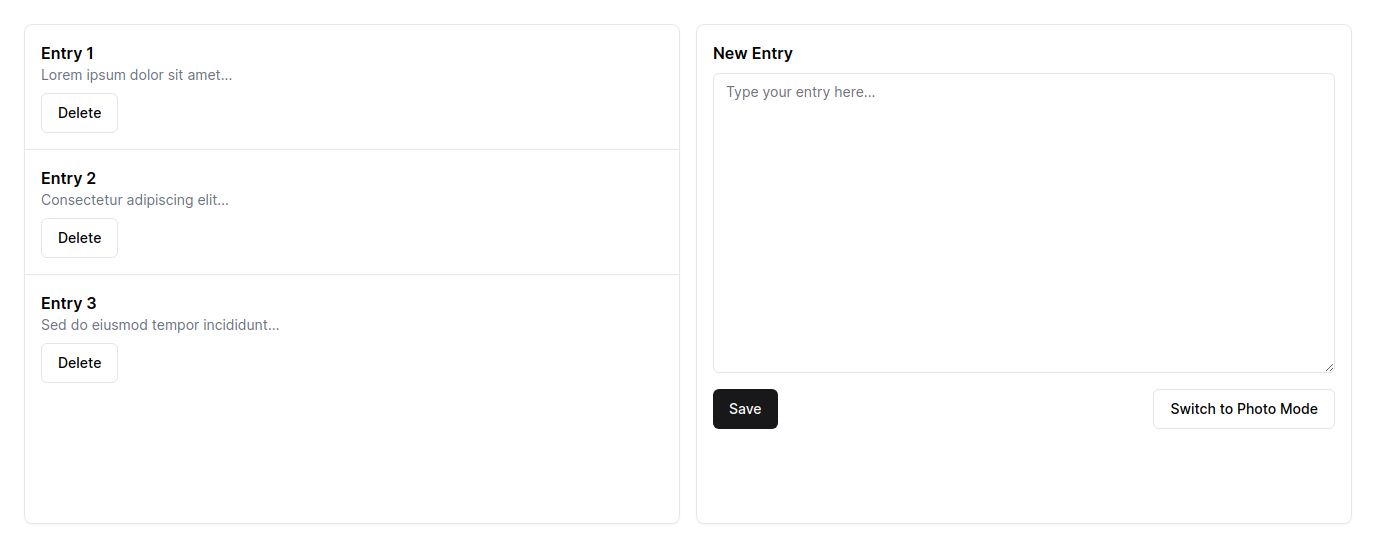 Entry 1
Lorem ipsum dolor sit amet...
Delete
Entry 2
Consectetur adipiscing elit...
Delete
Entry 3
Sed do eiusmod tempor incididunt...
Delete
New Entry
Type your entry here...
Save
Switch to Photo Mode